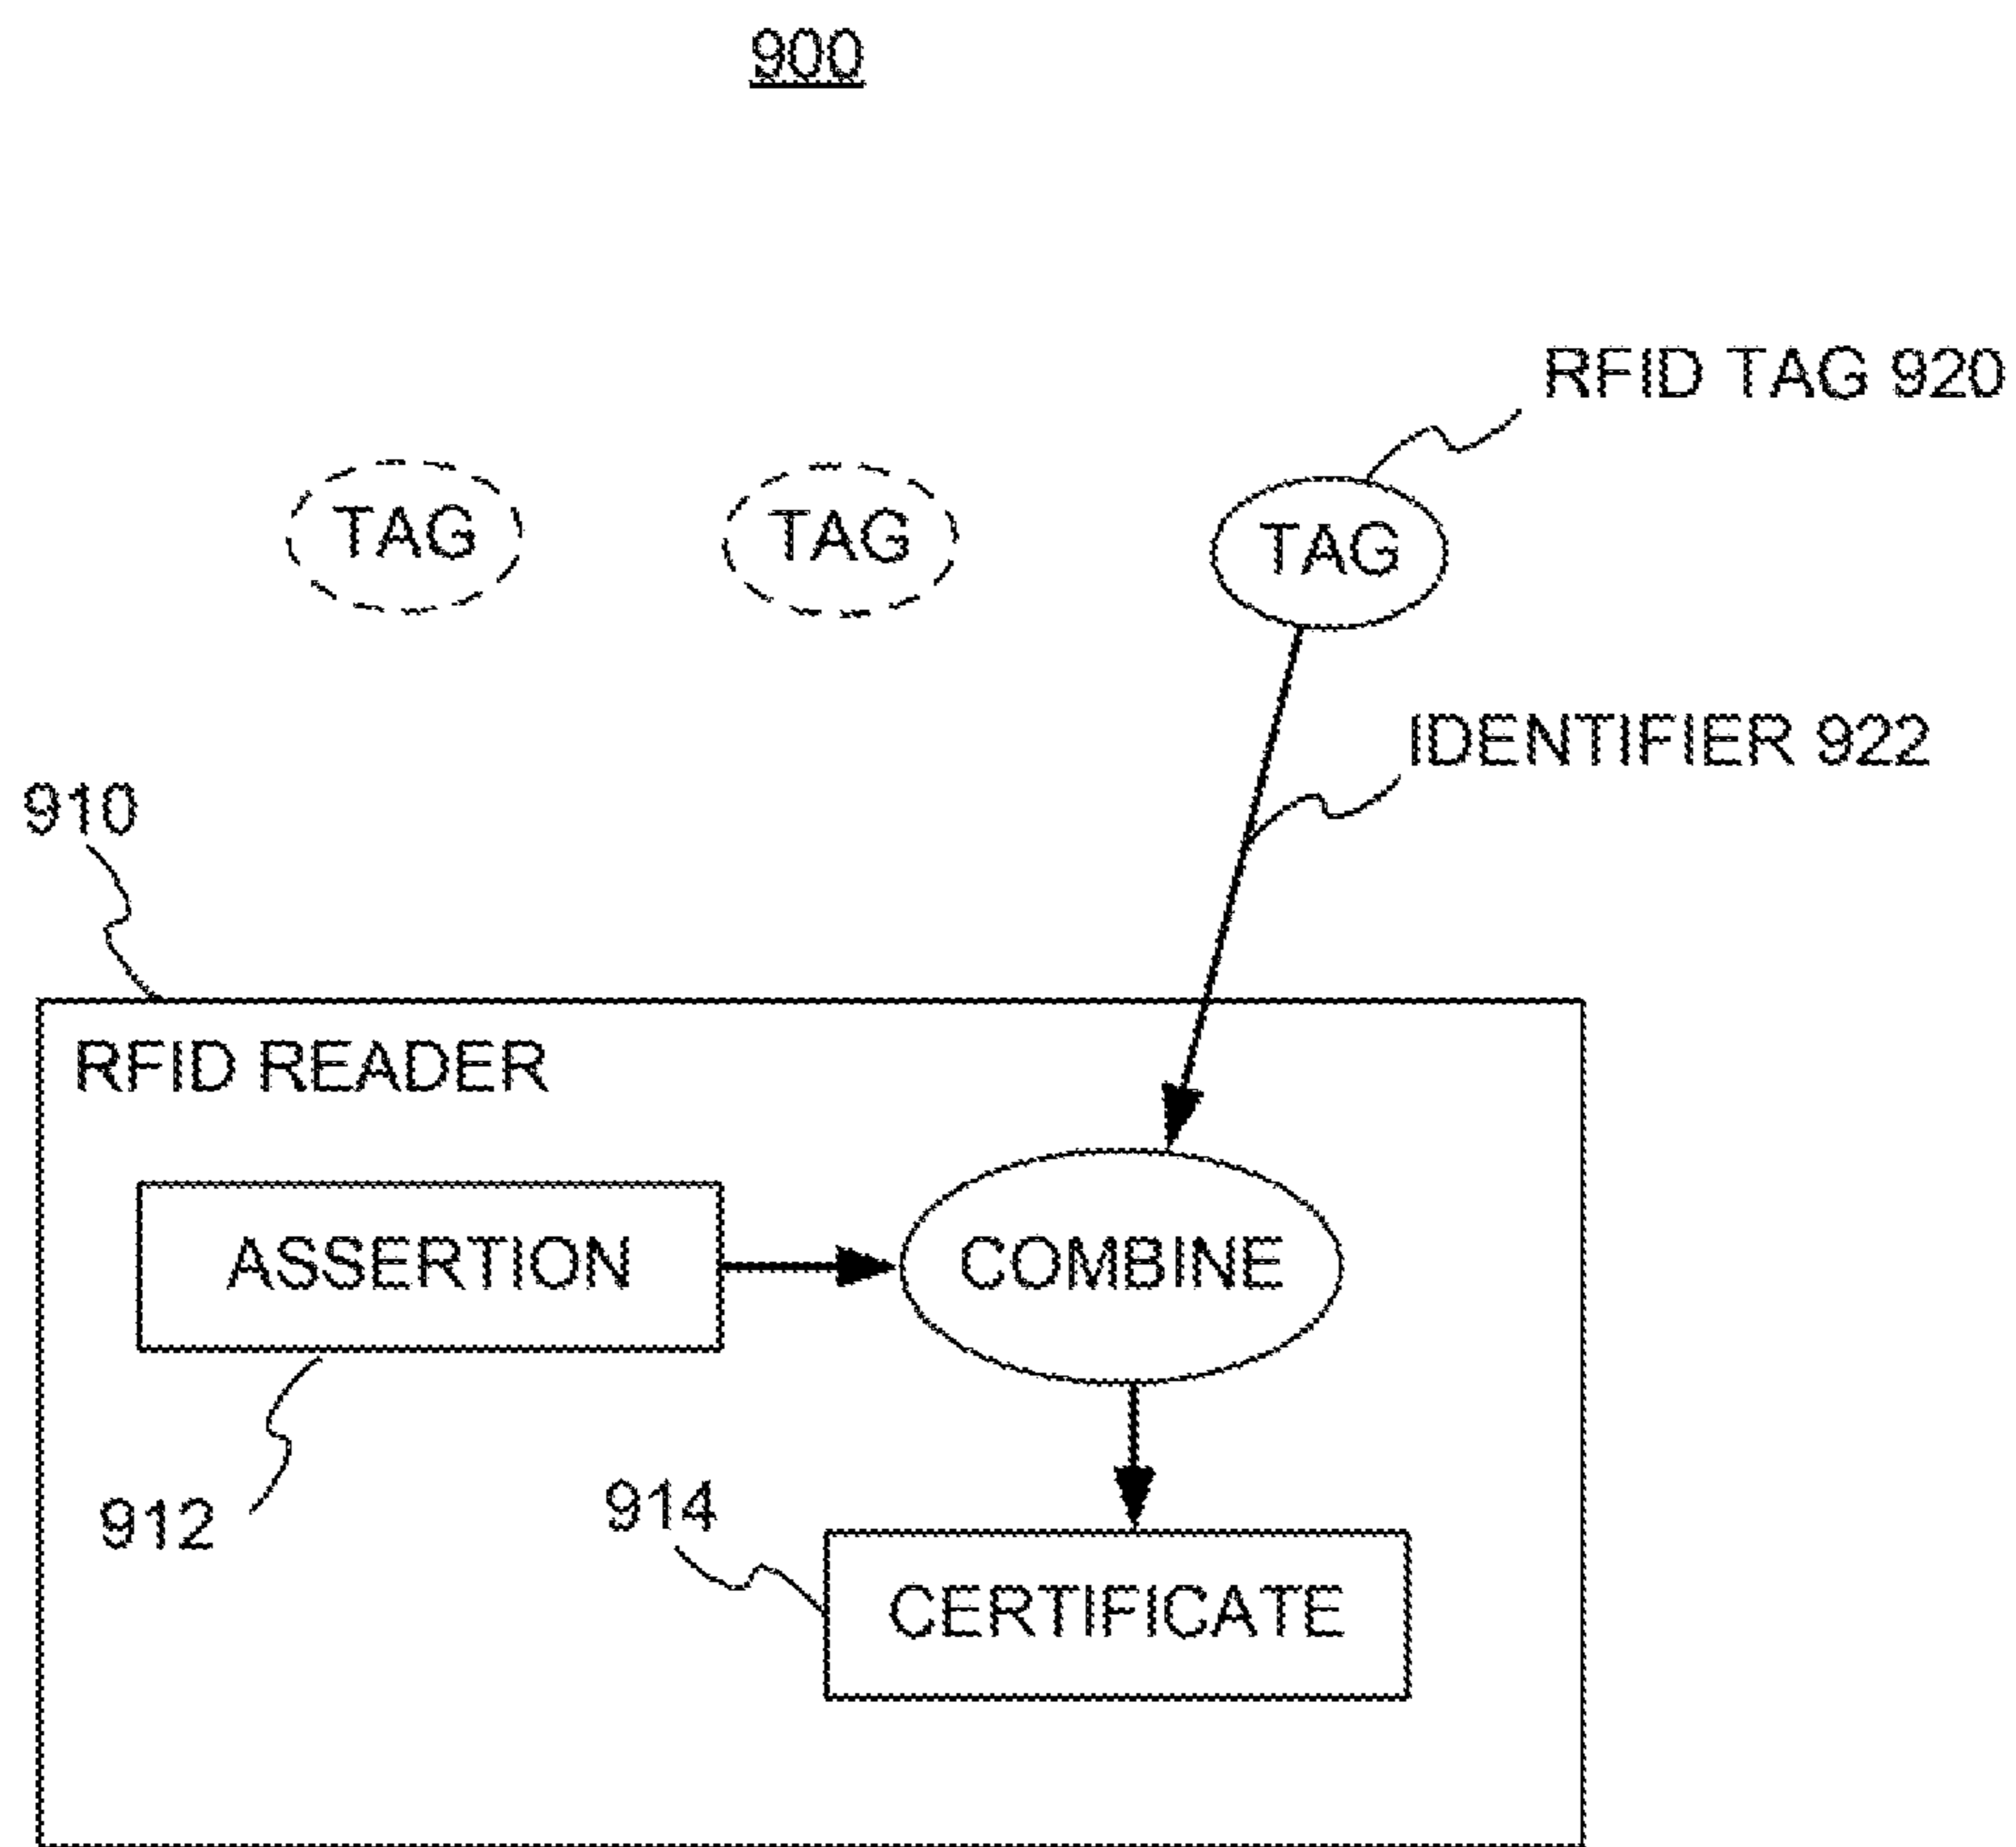 900
RFID TAG 920
TAG
TAG
TAG
IDENTIFIER 922
910
RFID READER
ASSERTION
COMBINE
912
914
CERTIFICATE